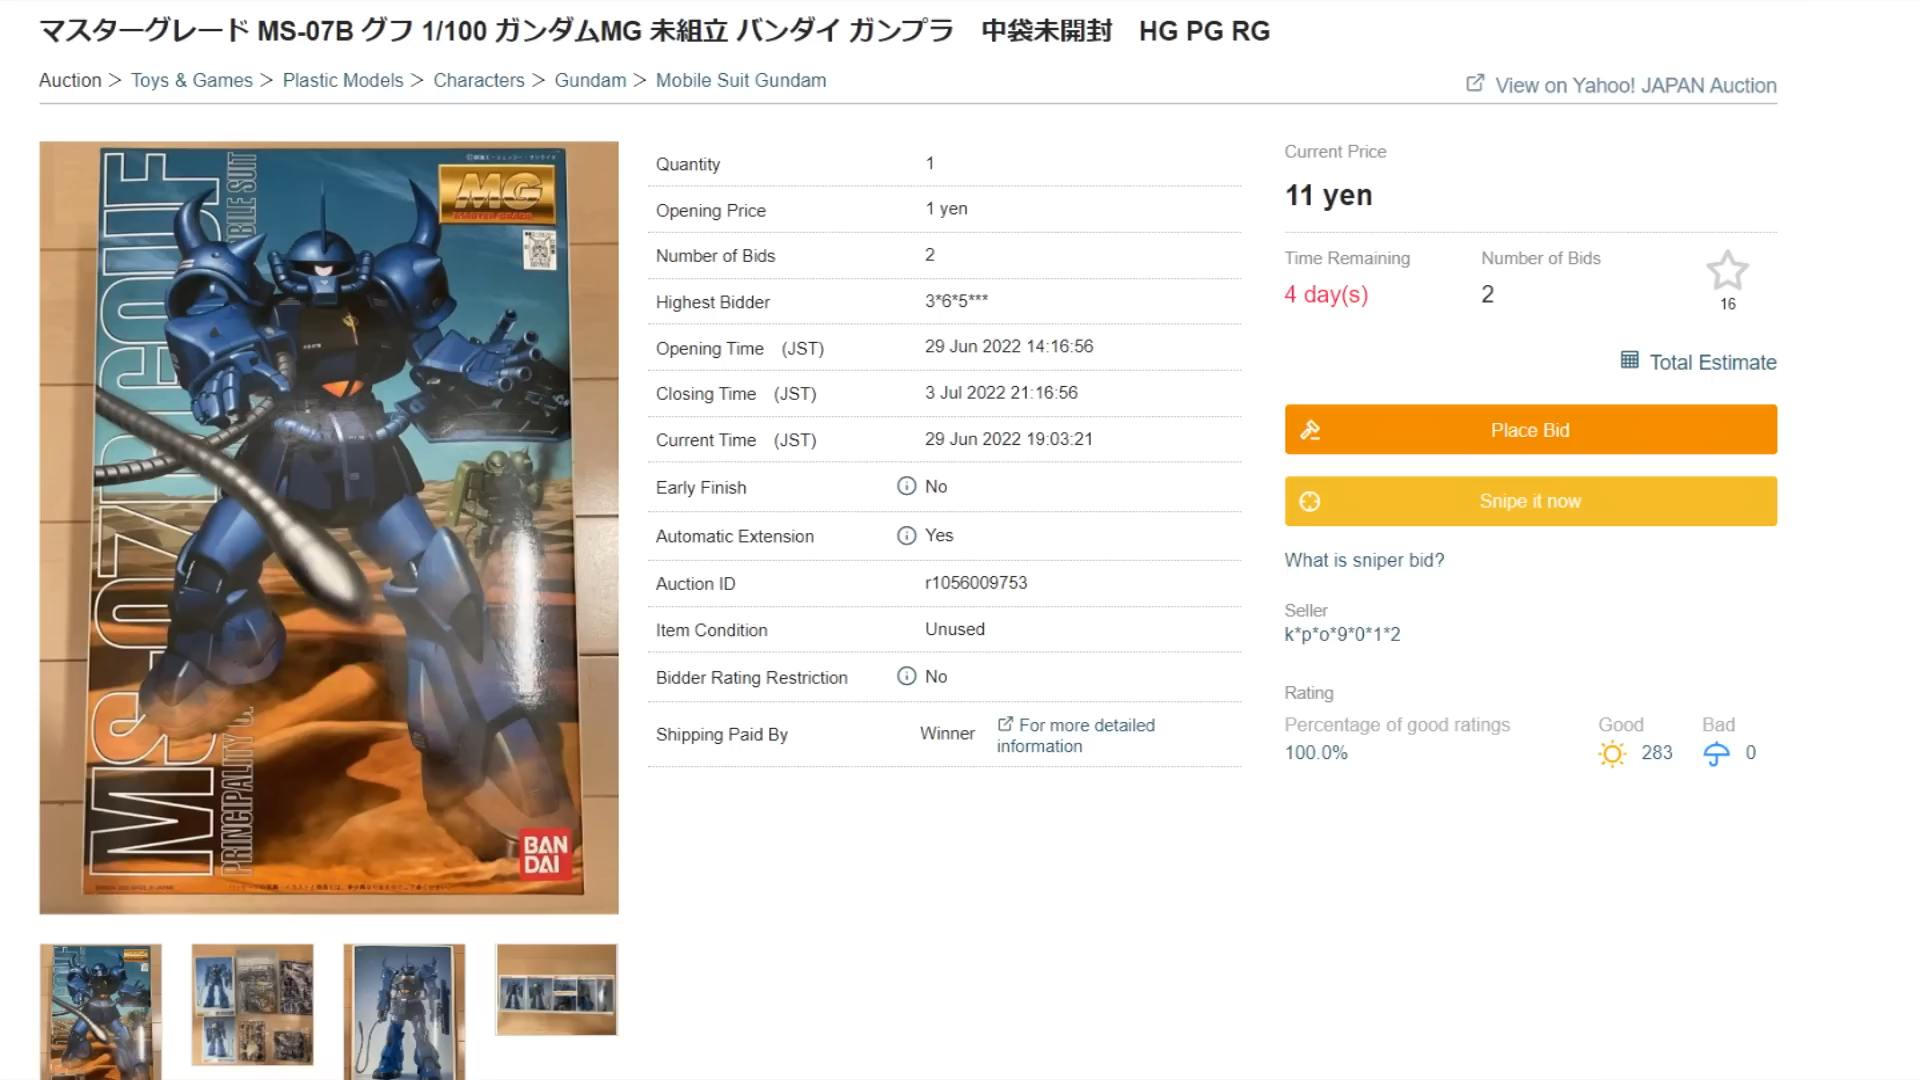 マスターグレード MS-07B グフ 1/100 ガンダムMG 未組立 バンダイ ガンプラ　中袋未開封　HG PG RG
Auction > Toys & Games > Plastic Models > Characters > Gundam > Mobile Suit Gundam
View on Yahoo! JAPAN Auction
MG
MS-07B GOUF
PRINCIPALITY
BILE SUIT
BAN
DAI
Quantity 1
Opening Price 1 yen
Number of Bids 2
Highest Bidder 3*6*5***
Opening Time (JST) 29 Jun 2022 14:16:56
Closing Time (JST) 3 Jul 2022 21:16:56
Current Time (JST) 29 Jun 2022 19:03:21
Early Finish No
Automatic Extension Yes
Auction ID r1056009753
Item Condition Unused
Bidder Rating Restriction No
Shipping Paid By Winner For more detailed
information
Current Price
11 yen
Time Remaining Number of Bids
4 day(s) 2
16
Total Estimate
Place Bid
Snipe it now
What is sniper bid?
Seller
k*p*o*9*0*1*2
Rating
Percentage of good ratings Good Bad
100.0% 283 0